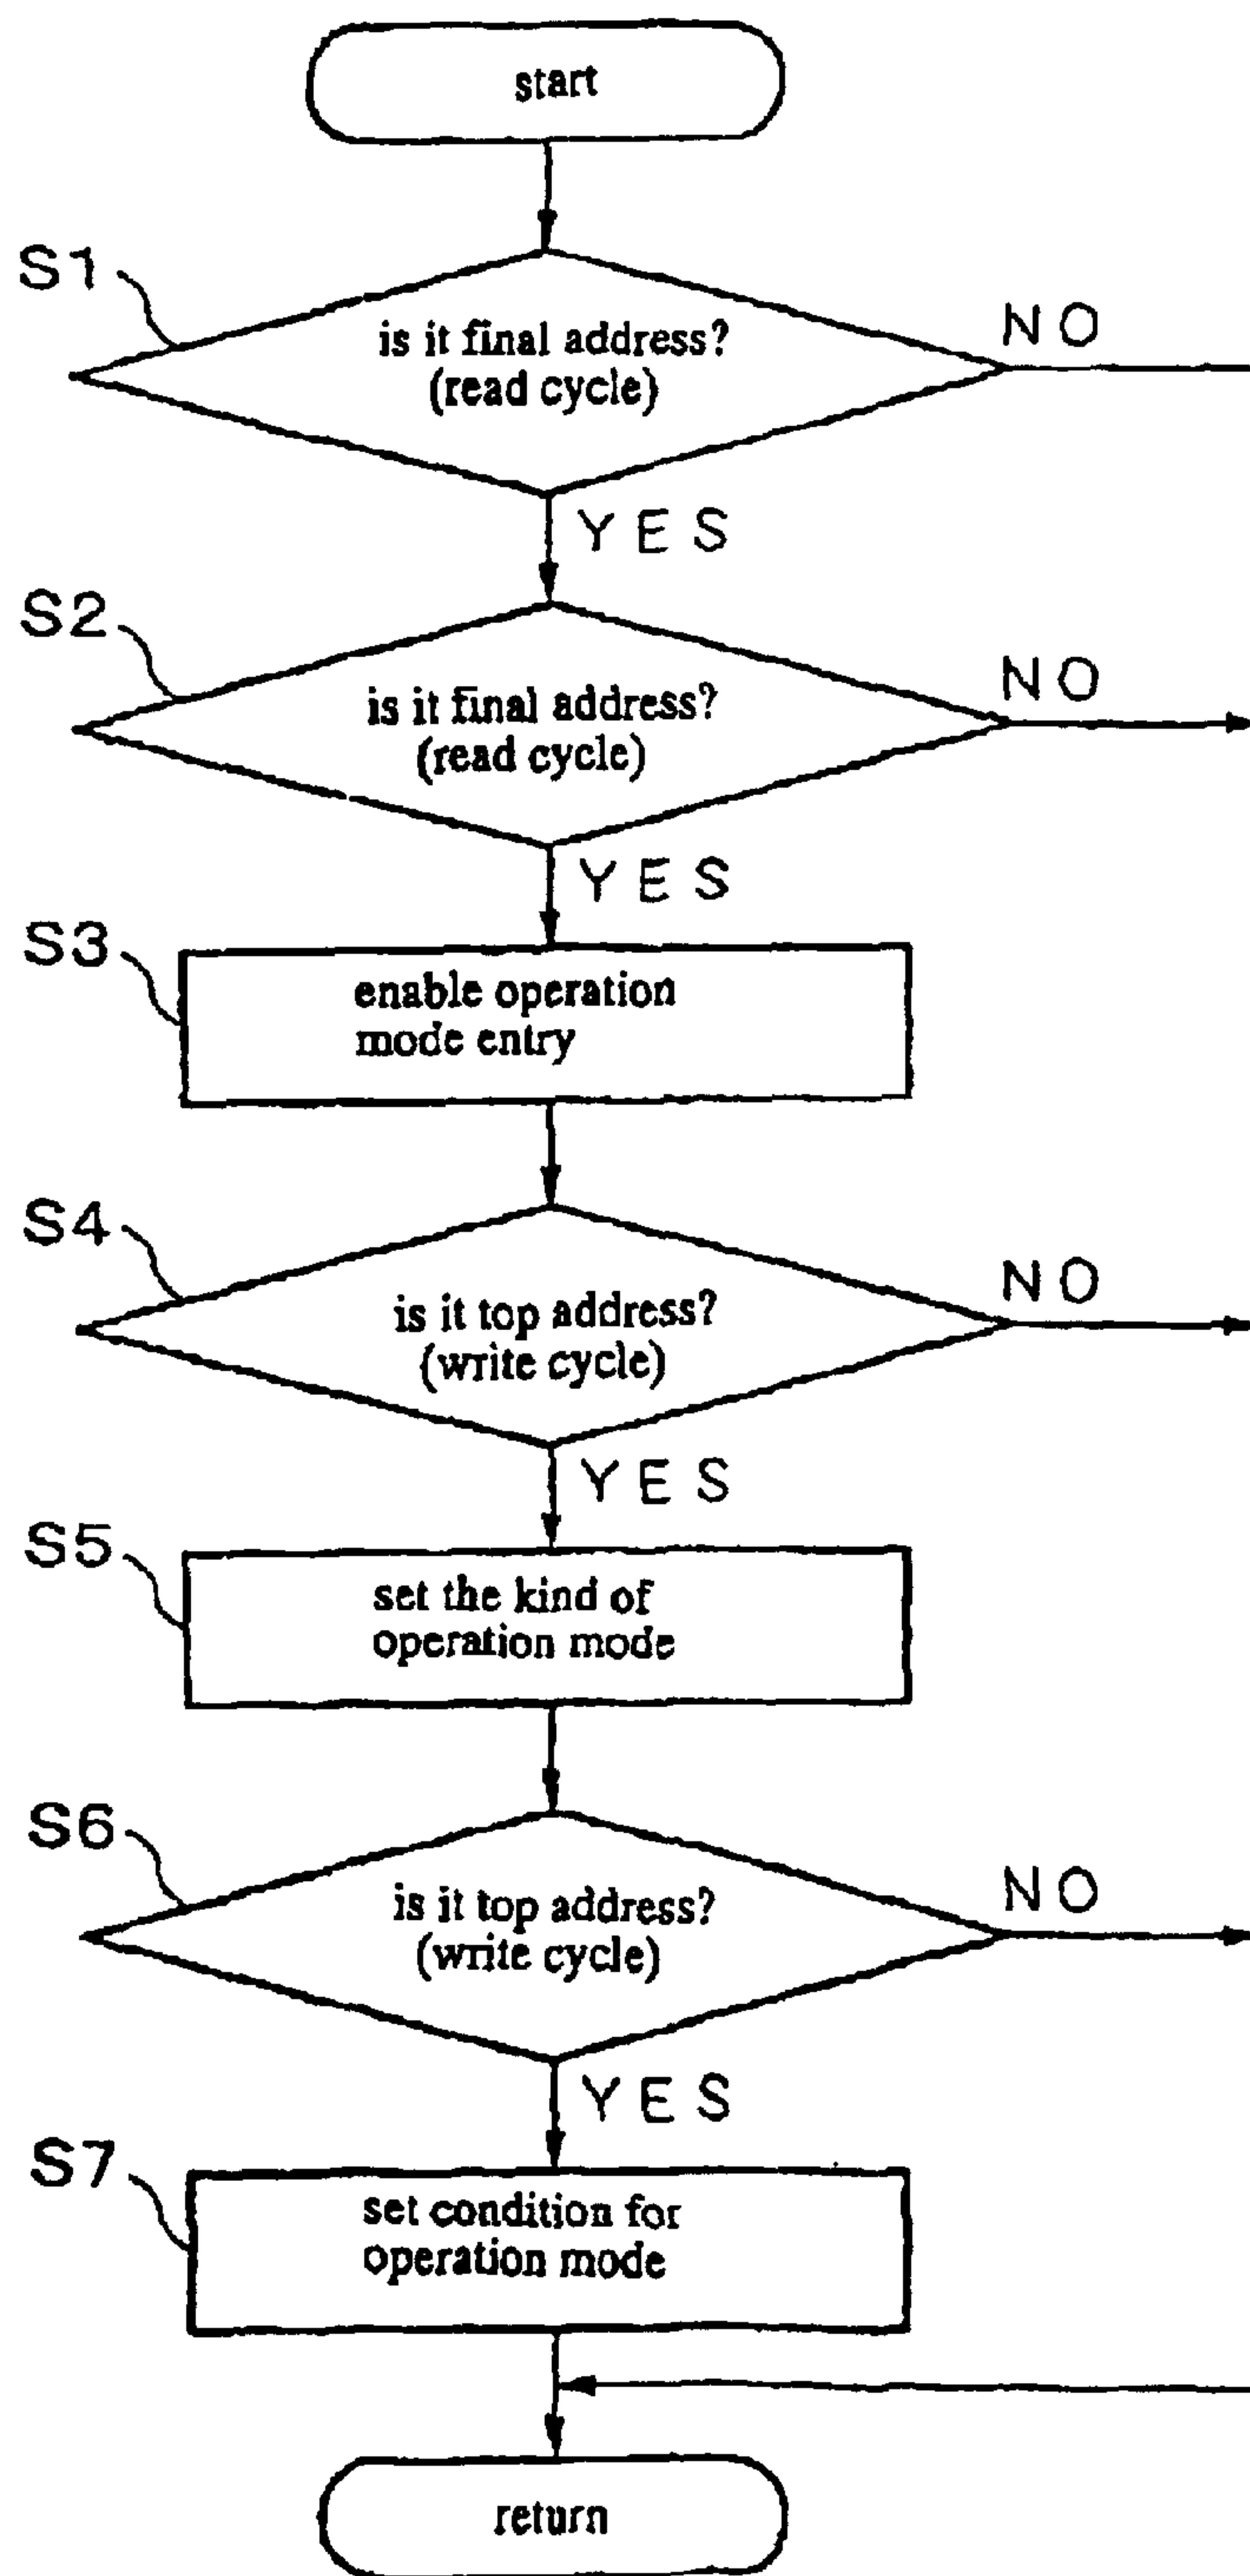 start
S1
is it final address?
(read cycle)
NO
YES
S2
is it final address?
(read cycle)
NO
YES
S3
enable operation
mode entry
S4
is it top address?
(write cycle)
NO
YES
S5
set the kind of
operation mode
S6
is it top address?
(write cycle)
NO
YES
S7
set condition for
operation mode
return